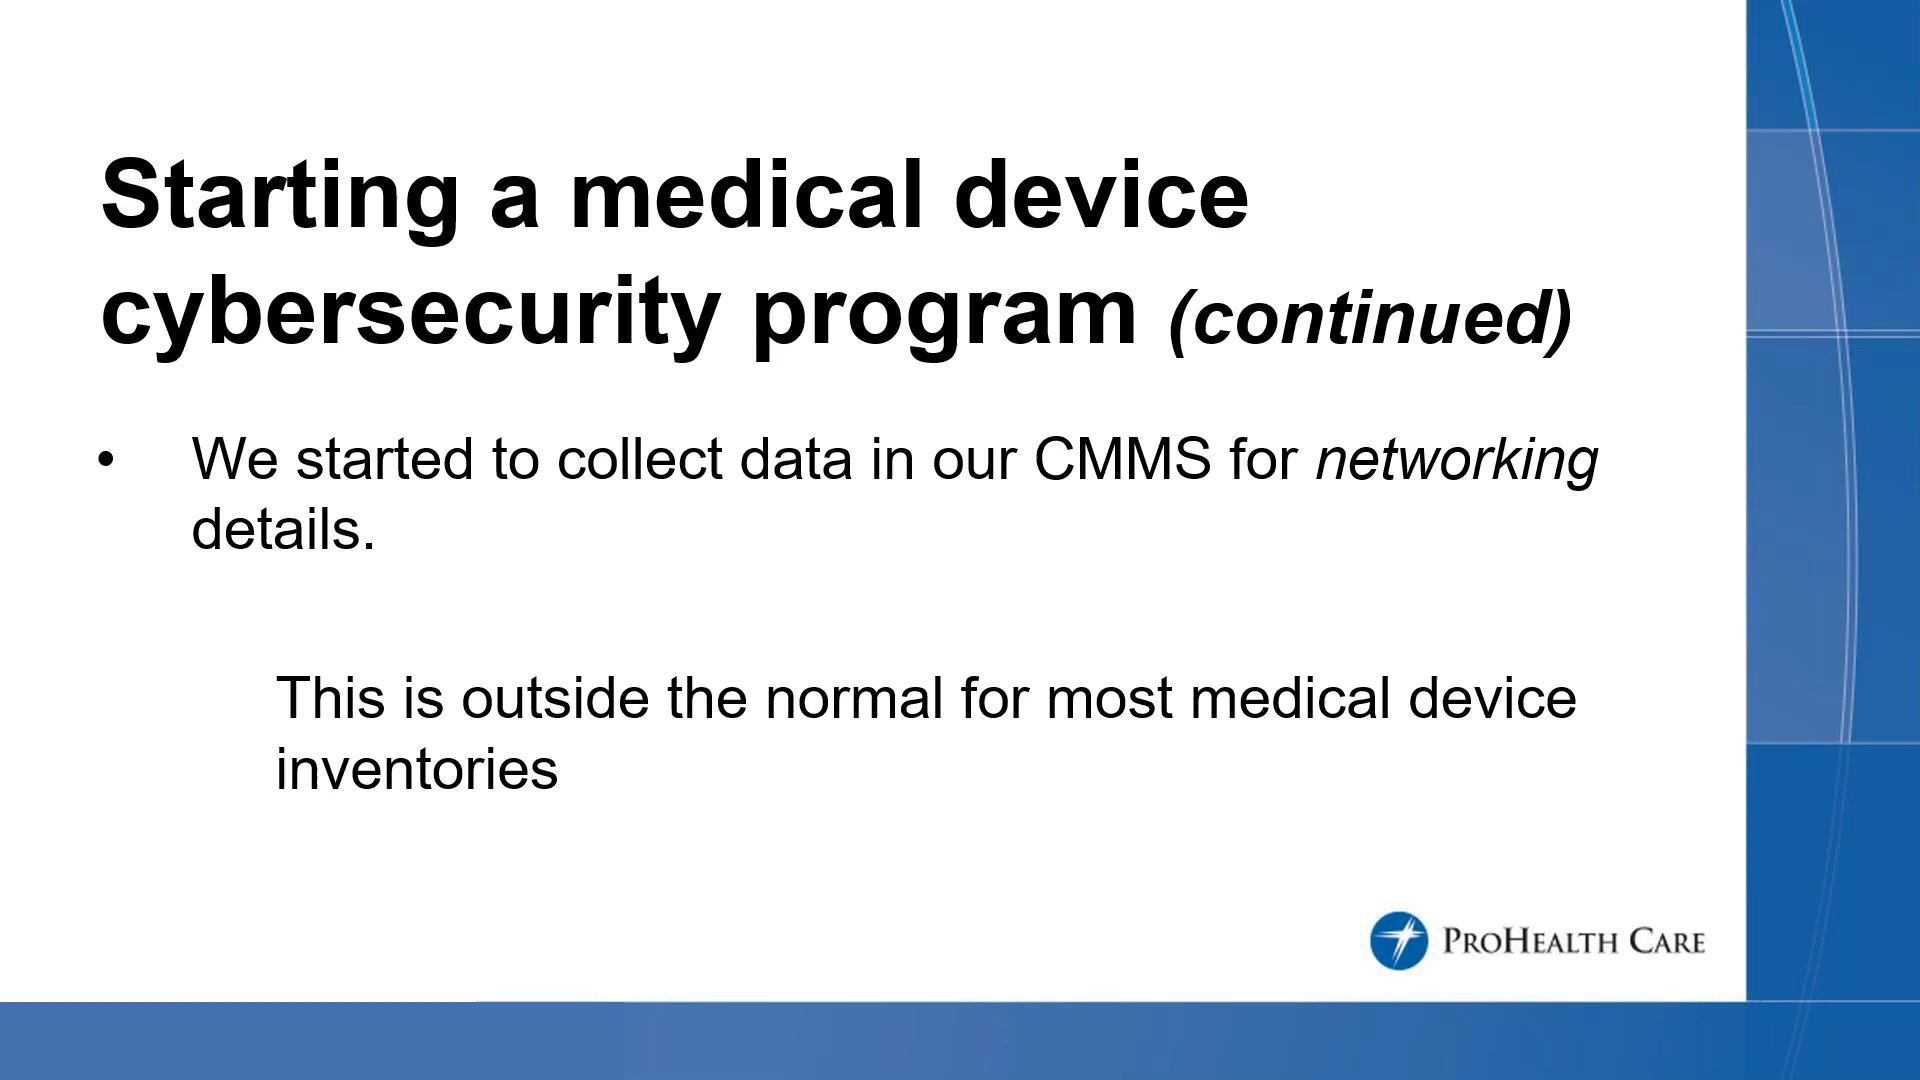 Starting a medical device
cybersecurity program (continued)
• We started to collect data in our CMMS for networking
details.
This is outside the normal for most medical device
inventories
PROHEALTH CARE